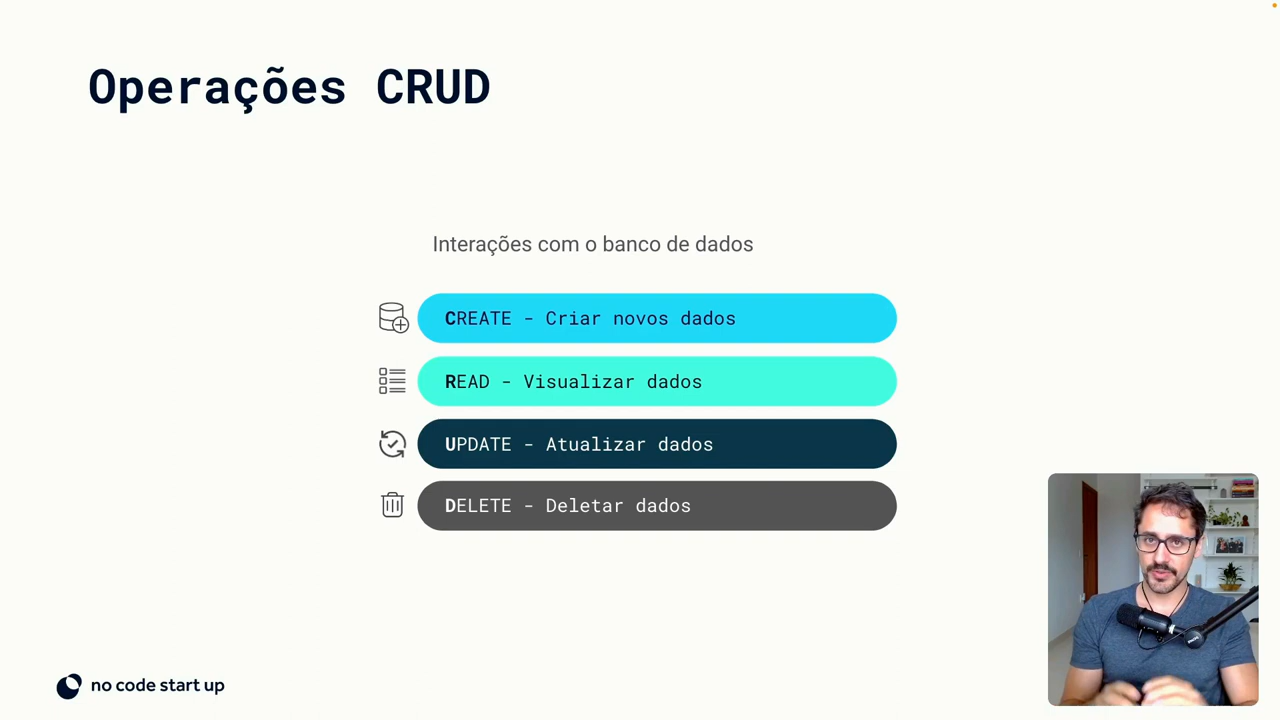 Operações CRUD
Interações com o banco de dados
CREATE - Criar novos dados
READ - Visualizar dados
UPDATE - Atualizar dados
DELETE - Deletar dados
no code start up